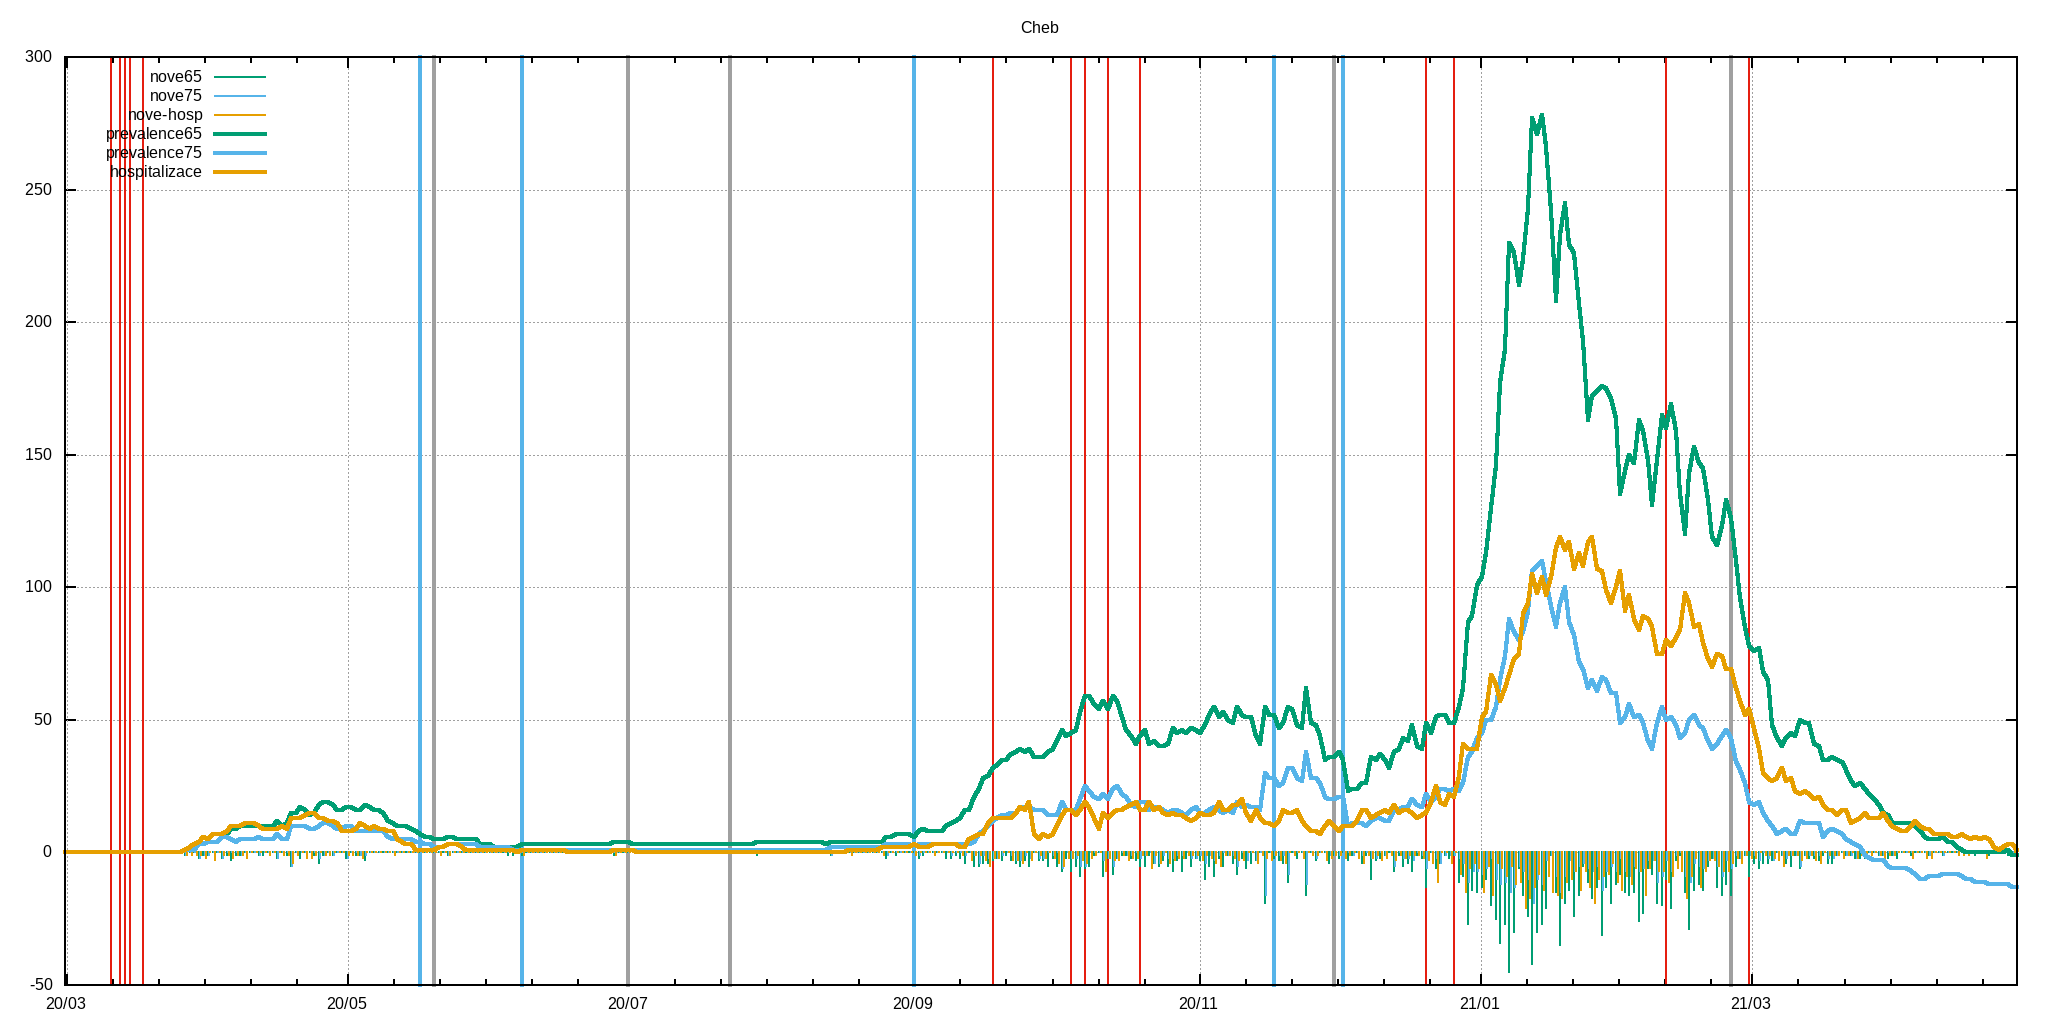 Cheb
300
250
200
150
100
50
0
-50
nove65
nove75
nove-hosp
prevalence65
prevalence75
hospitalizace
20/03 20/05 20/07 20/09 20/11 21/01 21/03